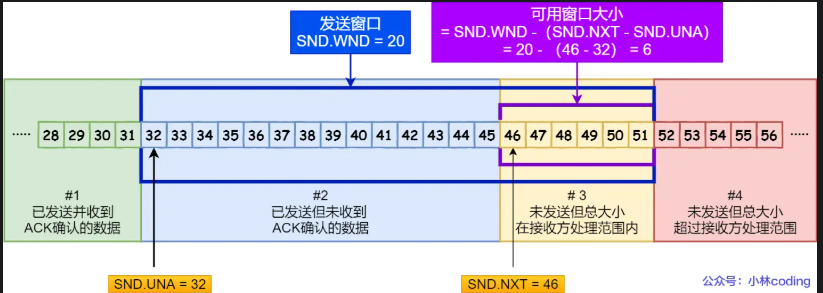 发送窗口
SND.WND = 20
可用窗口大小
= SND.WND -（SND.NXT - SND.UNA）
= 20 -（46 - 32） = 6
····· 28 29 30 31 32 33 34 35 36 37 38 39 40 41 42 43 44 45 46 47 48 49 50 51 52 53 54 55 56 ·····
#1
已发送并收到
ACK确认的数据
#2
已发送但未收到
ACK确认的数据
# 3
未发送但总大小
在接收方处理范围内
#4
未发送但总大小
超过接收方处理范围
SND.UNA = 32
SND.NXT = 46
公众号：小林coding